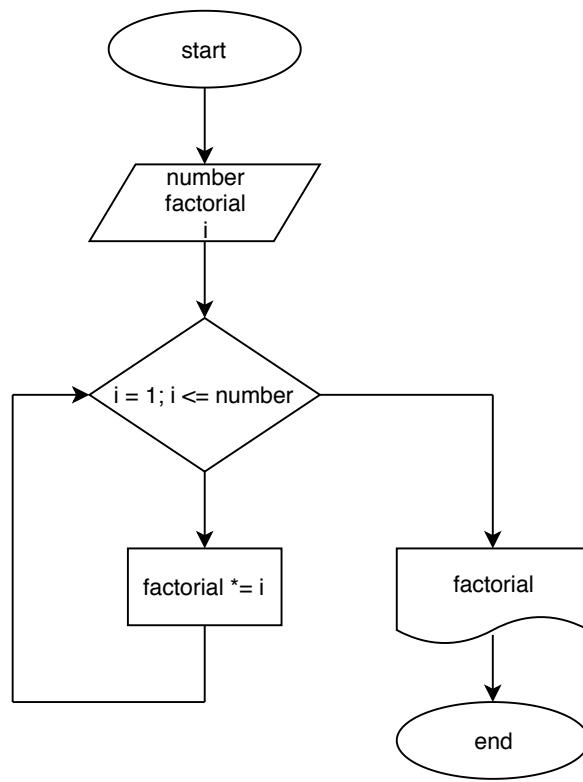 start
number
factorial
i
i = 1; i <= number
factorial *= i
factorial
end